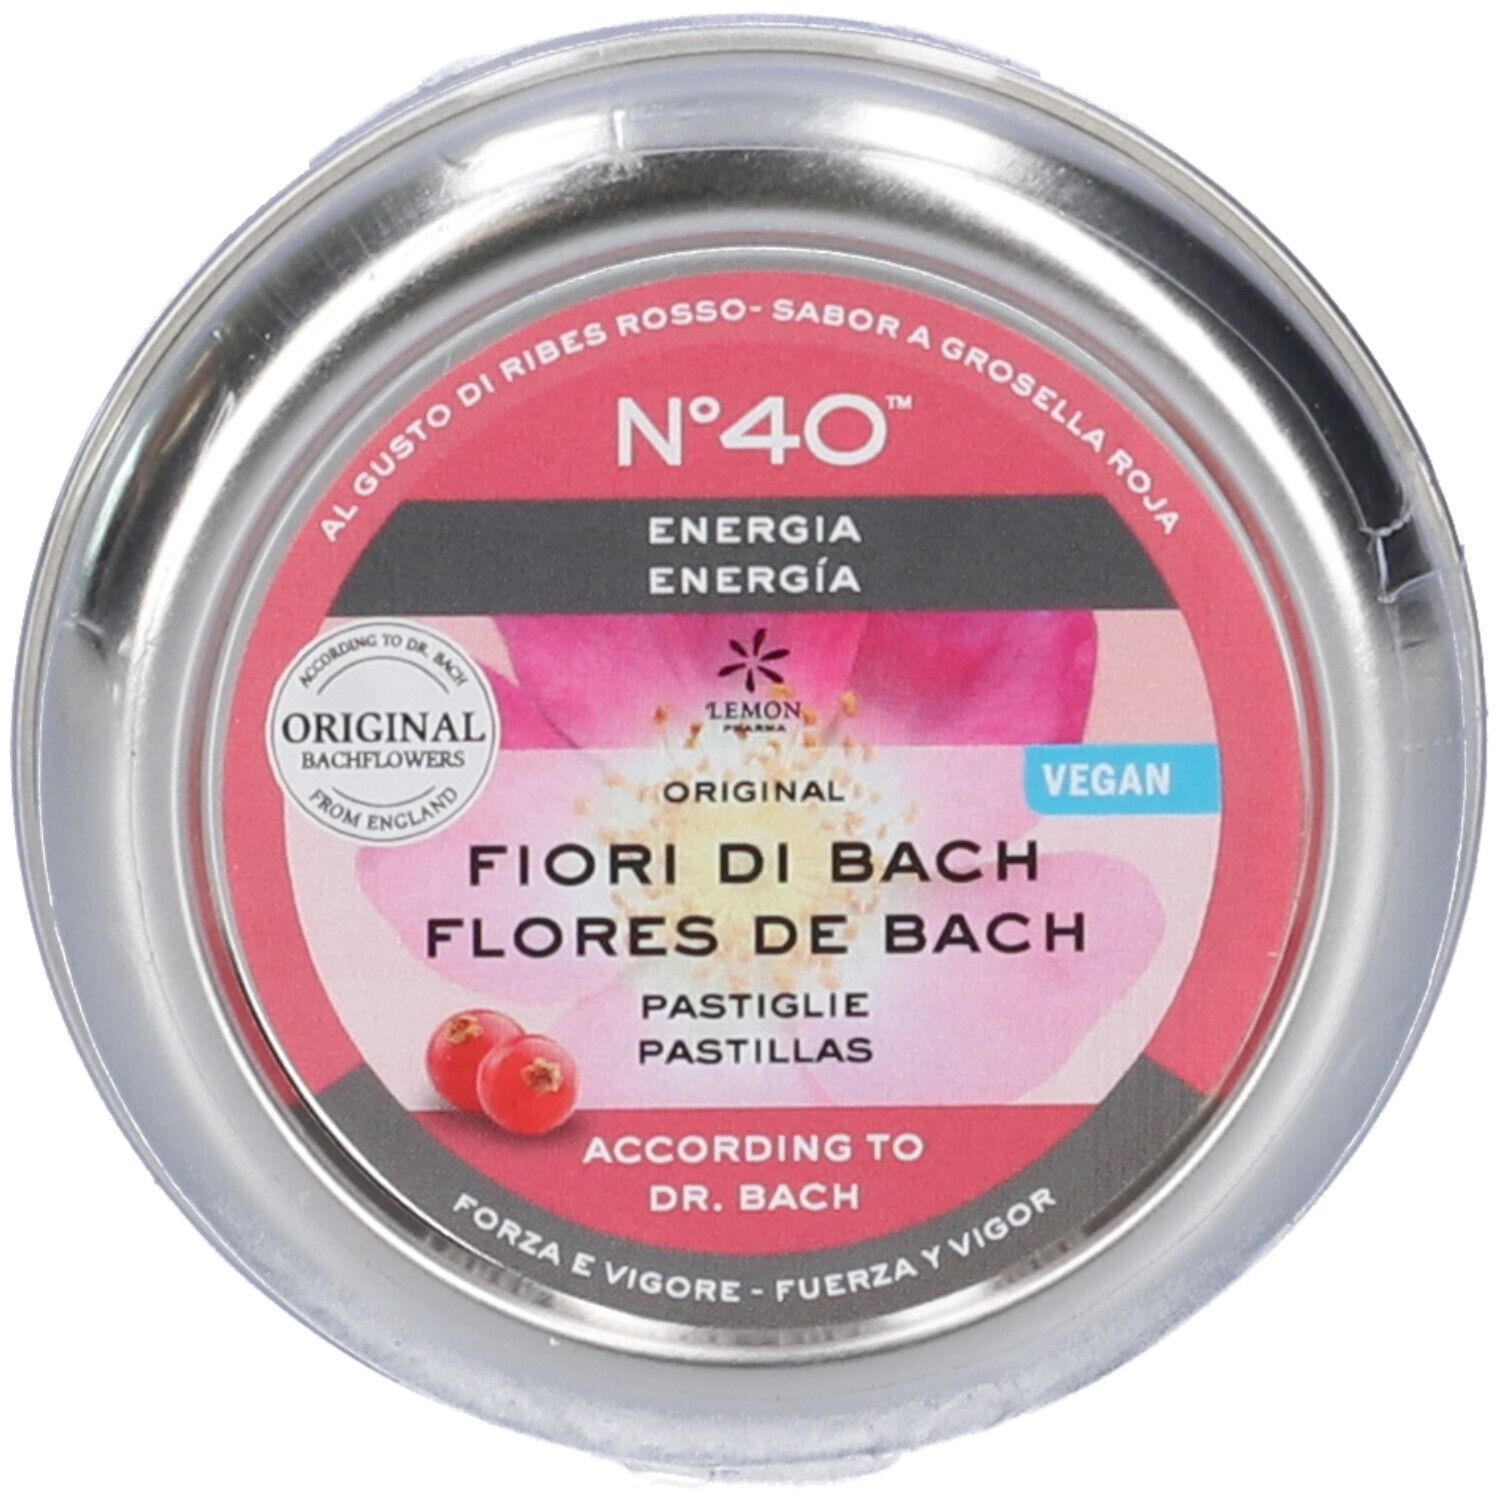 AL GUSTO DI RIBES ROSSO- SABOR A GROSELLA ROJA
N°40™
ENERGIA
ENERGÍA
ACCORDING TO DR. BACH
ORIGINAL
BACHFLOWERS
FROM ENGLAND
LEMON
PHARMA
VEGAN
ORIGINAL
FIORI DI BACH
FLORES DE BACH
PASTIGLIE
PASTILLAS
ACCORDING TO
DR. BACH
FORZA E VIGORE - FUERZA Y VIGOR